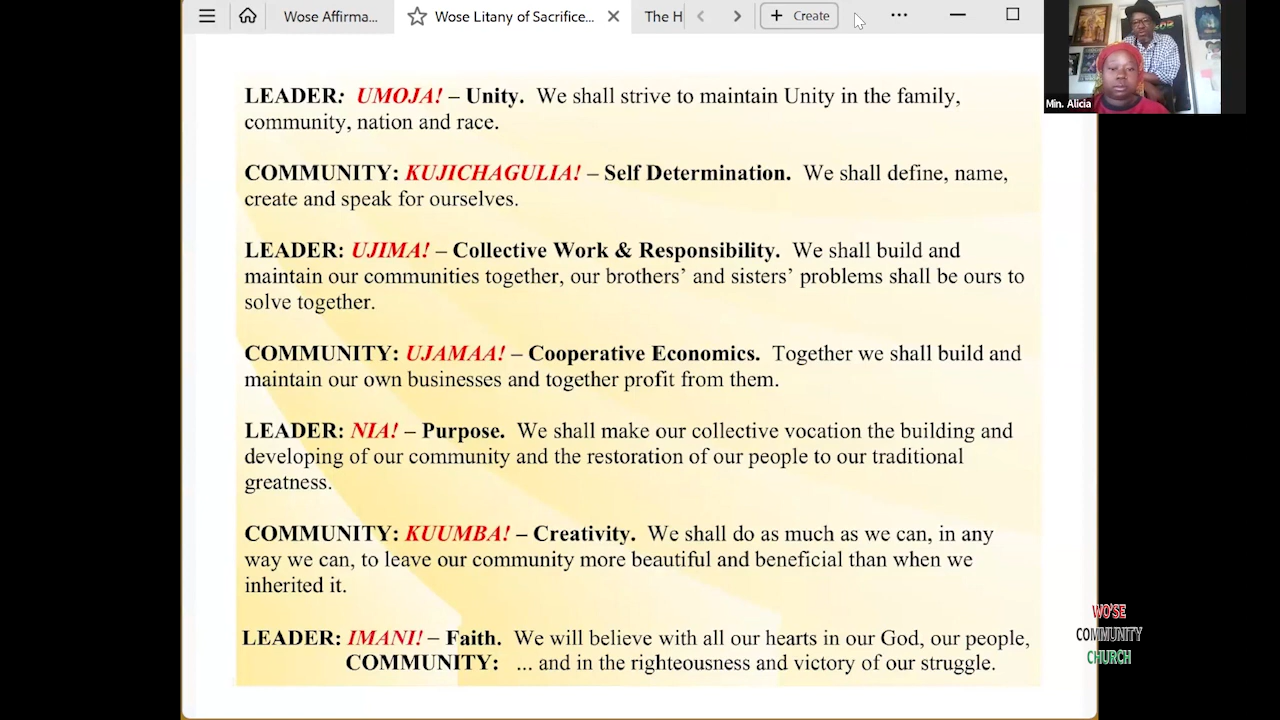 Wose Affirma...
Wose Litany of Sacrifice...
The H
Create
Min. Alicia
LEADER: UMOJA! – Unity. We shall strive to maintain Unity in the family,
community, nation and race.
COMMUNITY: KUJICHAGULIA! – Self Determination. We shall define, name,
create and speak for ourselves.
LEADER: UJIMA! – Collective Work & Responsibility. We shall build and
maintain our communities together, our brothers’ and sisters’ problems shall be ours to
solve together.
COMMUNITY: UJAMAA! – Cooperative Economics. Together we shall build and
maintain our own businesses and together profit from them.
LEADER: NIA! – Purpose. We shall make our collective vocation the building and
developing of our community and the restoration of our people to our traditional
greatness.
COMMUNITY: KUUMBA! – Creativity. We shall do as much as we can, in any
way we can, to leave our community more beautiful and beneficial than when we
inherited it.
LEADER: IMANI! – Faith. We will believe with all our hearts in our God, our people,
COMMUNITY: ... and in the righteousness and victory of our struggle.
WO'SE
COMMUNITY
CHURCH